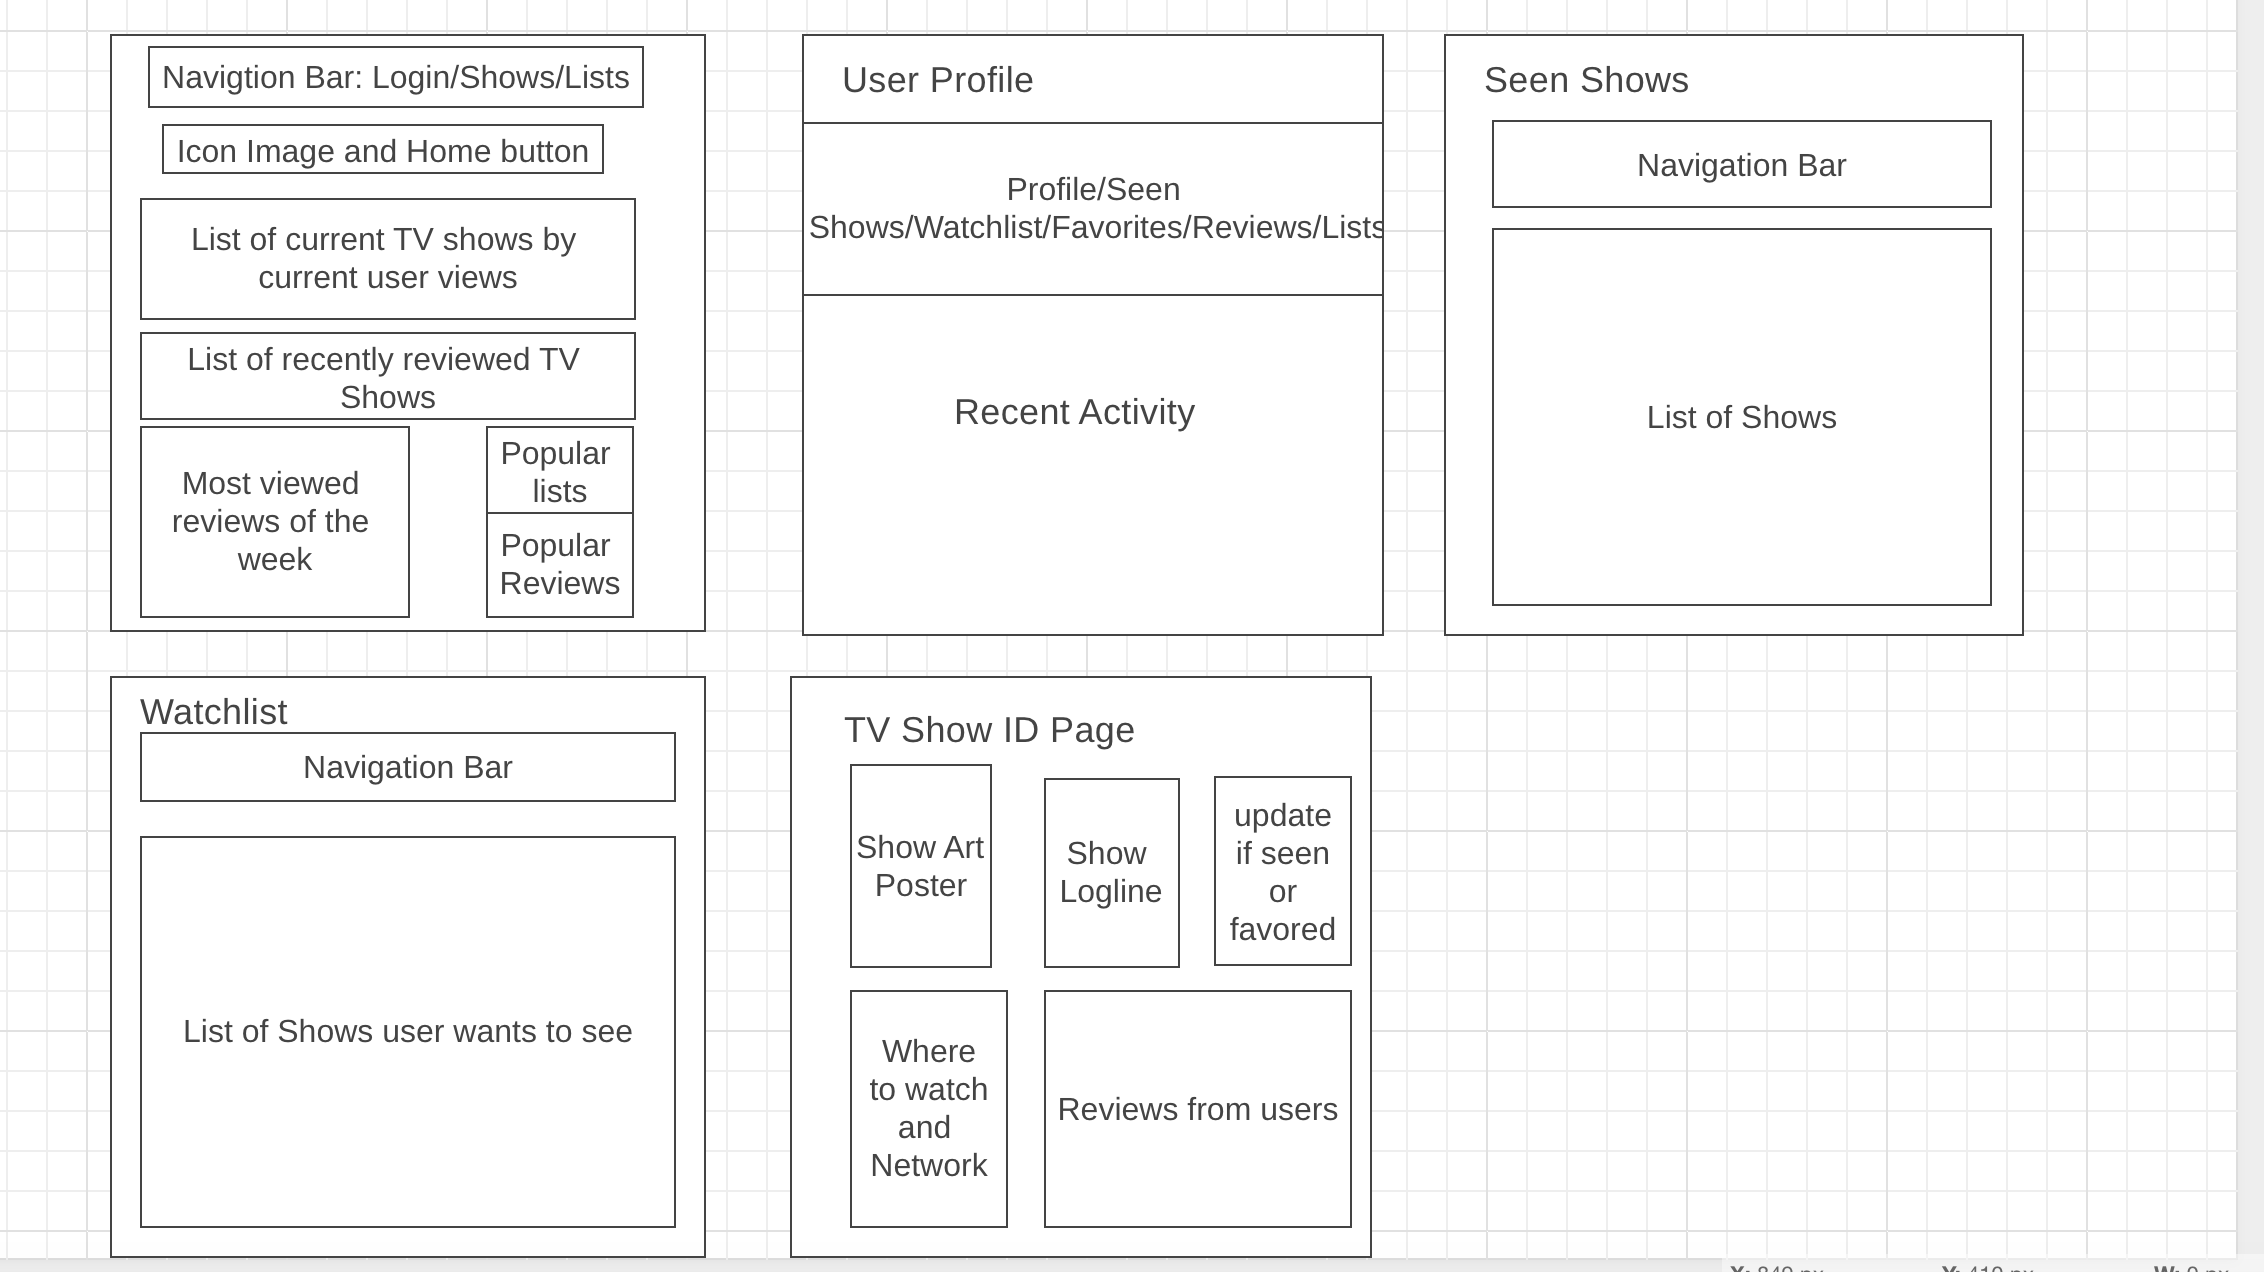 Navigtion Bar: Login/Shows/Lists
Icon Image and Home button
List of current TV shows by
current user views
List of recently reviewed TV
Shows
Most viewed
reviews of the
week
Popular
lists
Popular
Reviews
User Profile
Profile/Seen
Shows/Watchlist/Favorites/Reviews/Lists
Recent Activity
Seen Shows
Navigation Bar
List of Shows
Watchlist
Navigation Bar
List of Shows user wants to see
TV Show ID Page
Show Art
Poster
Show
Logline
update
if seen
or
favored
Where
to watch
and
Network
Reviews from users